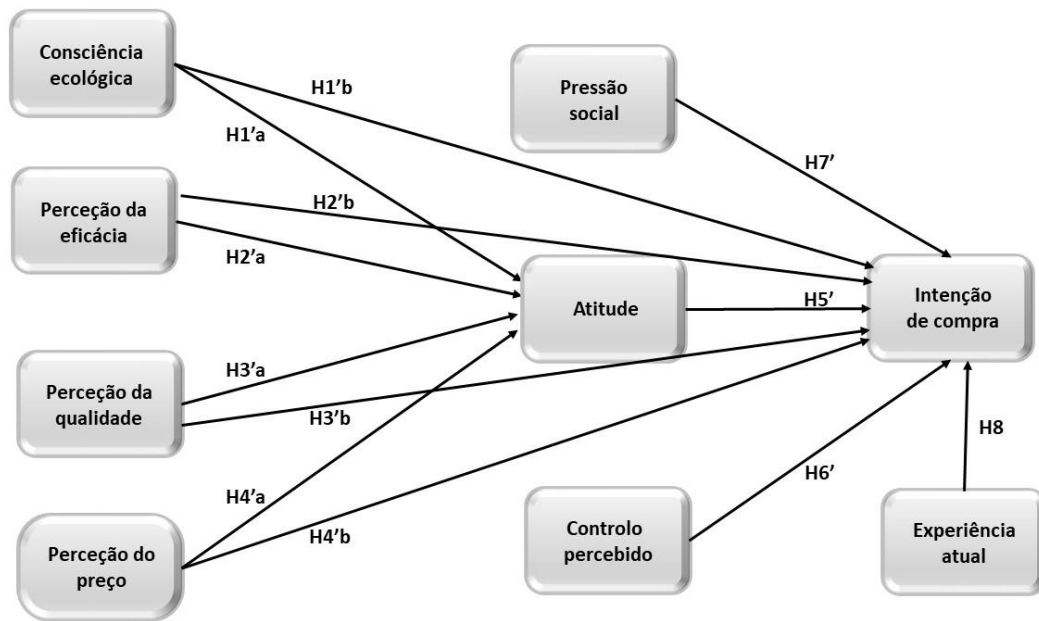 Consciência
ecológica
Pressão
social
H1’b
H1’a
H7’
Perceção da
eficácia
H2’b
H2’a
Atitude
H5’
Intenção
de compra
Perceção da
qualidade
H3’a
H3’b
H8
H6’
H4’a
H4’b
Perceção do
preço
Controlo
percebido
Experiência
atual